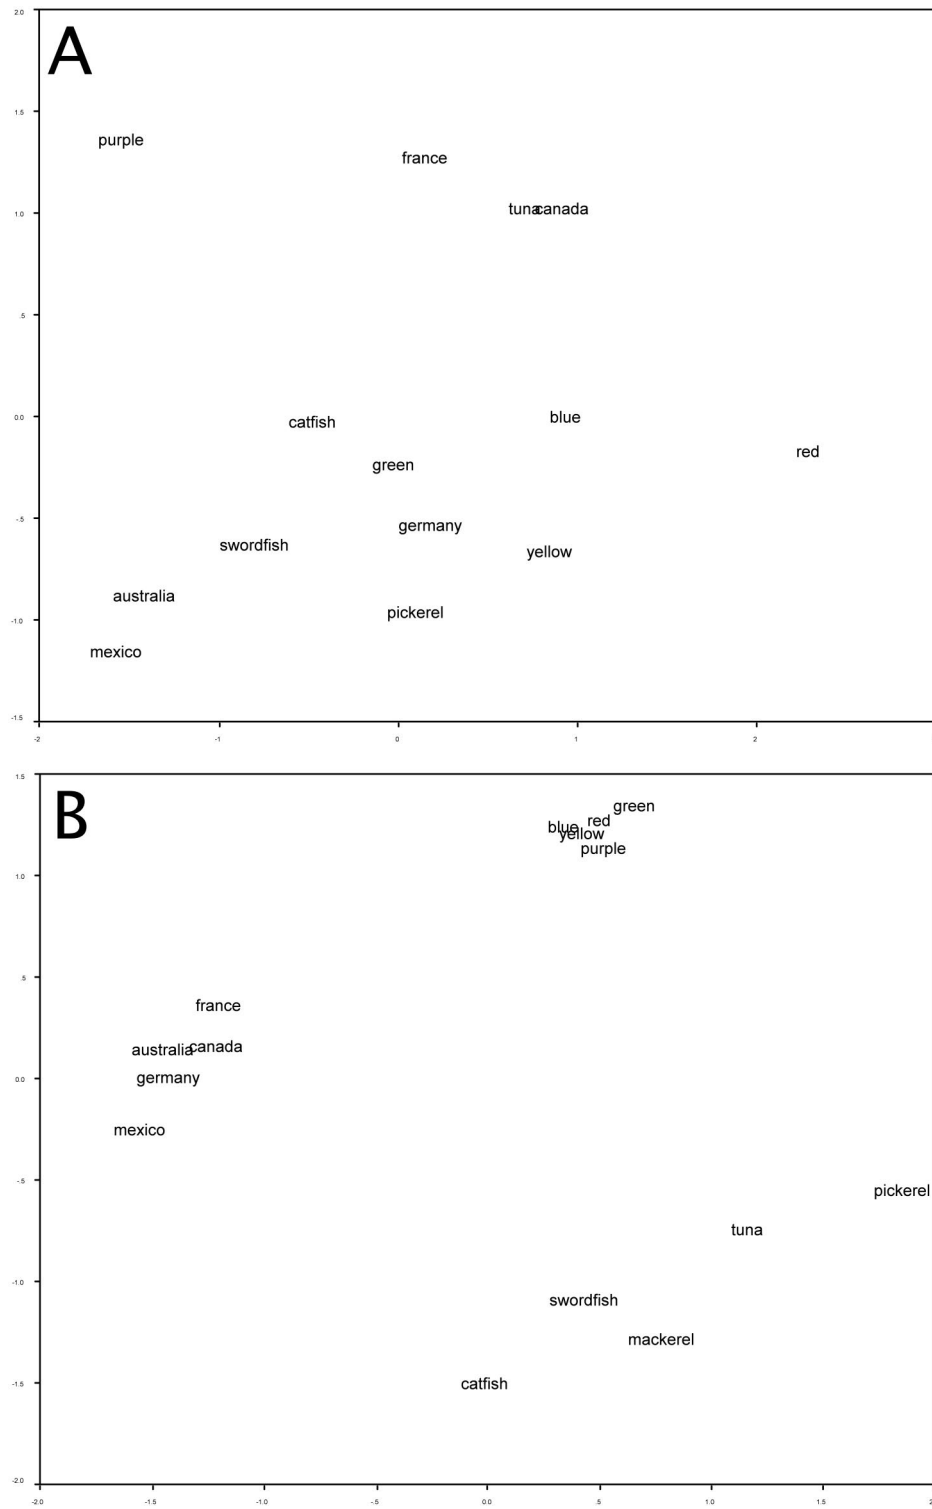 A
2.0
1.5
purple
france
1.0
tuna canada
.5
0.0
catfish
blue
red
green
-.5
germany
swordfish
yellow
australia
-1.0
pickerel
mexico
-1.5
-2 -1 0 1 2
B
1.5
green
red
blue
yellow
purple
1.0
.5
france
canada
australia
0.0
germany
mexico
-.5
pickerel
tuna
-1.0
swordfish
mackerel
-1.5
catfish
-2.0
-2.0 -1.5 -1.0 -.5 0.0 .5 1.0 1.5